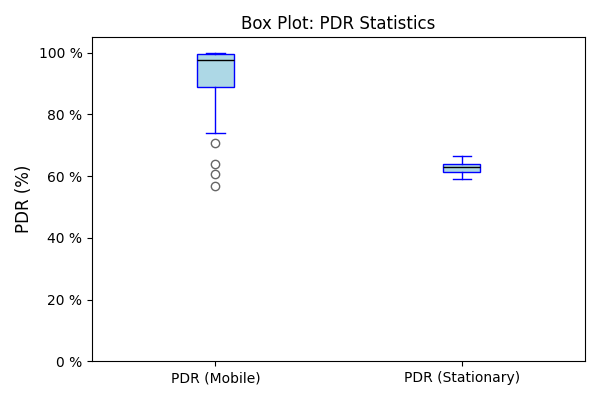 Box Plot: PDR Statistics
PDR (%)
100 %
80 %
60 %
40 %
20 %
0 %
PDR (Mobile)
PDR (Stationary)